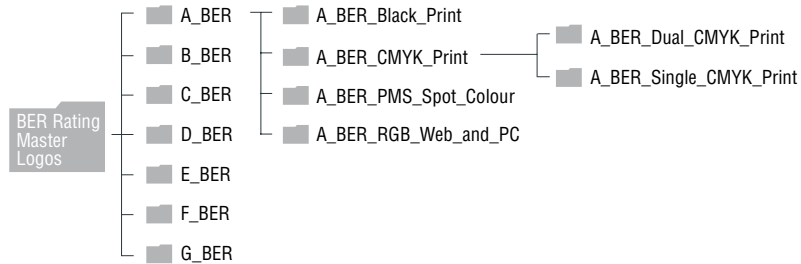 BER Rating
Master
Logos
A_BER
B_BER
C_BER
D_BER
E_BER
F_BER
G_BER
A_BER_Black_Print
A_BER_CMYK_Print
A_BER_PMS_Spot_Colour
A_BER_RGB_Web_and_PC
A_BER_Dual_CMYK_Print
A_BER_Single_CMYK_Print